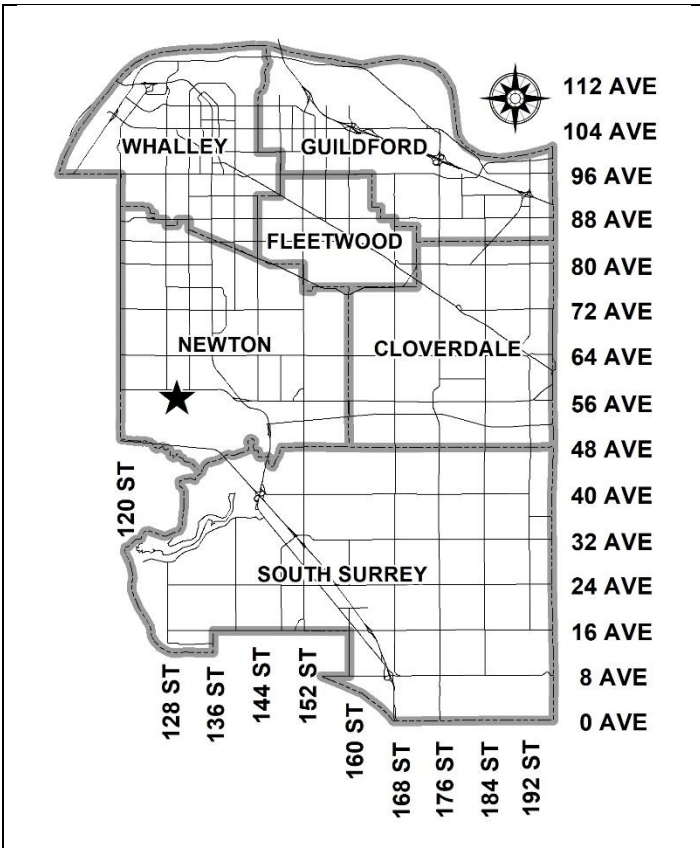 112 AVE
104 AVE
WHALLEY
GUILDFORD
96 AVE
88 AVE
FLEETWOOD
80 AVE
72 AVE
NEWTON
CLOVERDALE
64 AVE
56 AVE
48 AVE
120 ST
40 AVE
32 AVE
SOUTH SURREY
24 AVE
16 AVE
128 ST
136 ST
144 ST
152 ST
160 ST
8 AVE
0 AVE
168 ST
176 ST
184 ST
192 ST